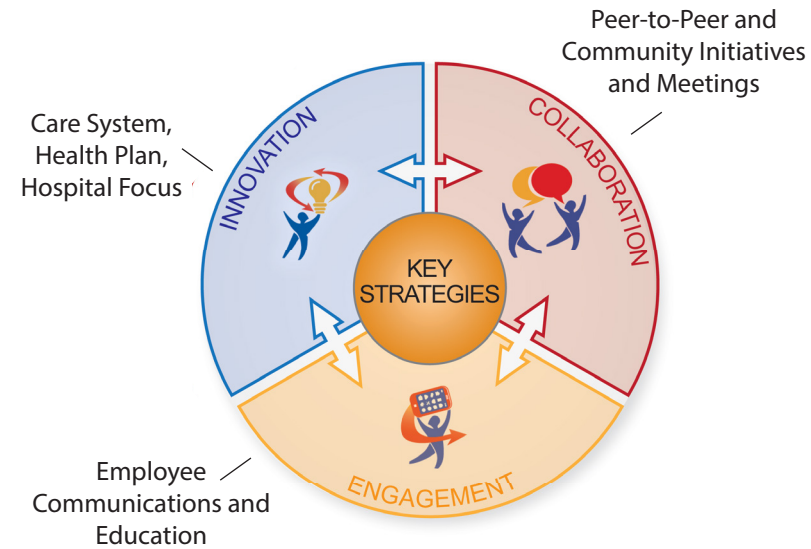 Peer-to-Peer and
Community Initiatives
and Meetings
Care System,
Health Plan,
Hospital Focus
INNOVATION
COLLABORATION
KEY
STRATEGIES
ENGAGEMENT
Employee
Communications and
Education